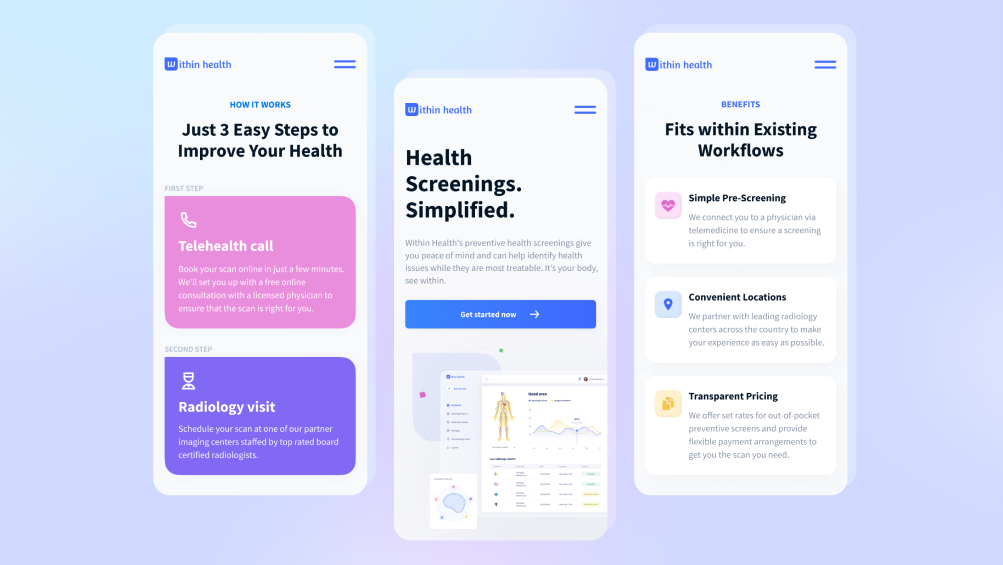 within health
HOW IT WORKS
Just 3 Easy Steps to
Improve Your Health
FIRST STEP
Telehealth call
Book your scan online in just a few minutes.
We'll set you up with a free online
consultation with a licensed physician to
ensure that the scan is right for you.
SECOND STEP
Radiology visit
Schedule your scan at one of our partner
imaging centers staffed by top rated board
certified radiologists.
within health
Health
Screenings.
Simplified.
Within Health's preventive health screenings give
you peace of mind and can help identify health
issues while they are most treatable. It's your body,
see within.
Get started now
within health
Head area
within health
BENEFITS
Fits within Existing
Workflows
Simple Pre-Screening
We connect you to a physician via
telemedicine to ensure a screening
is right for you.
Convenient Locations
We partner with leading radiology
centers across the country to make
your experience as easy as possible.
Transparent Pricing
We offer set rates for out-of-pocket
preventive screens and provide
flexible payment arrangements to
get you the scan you need.